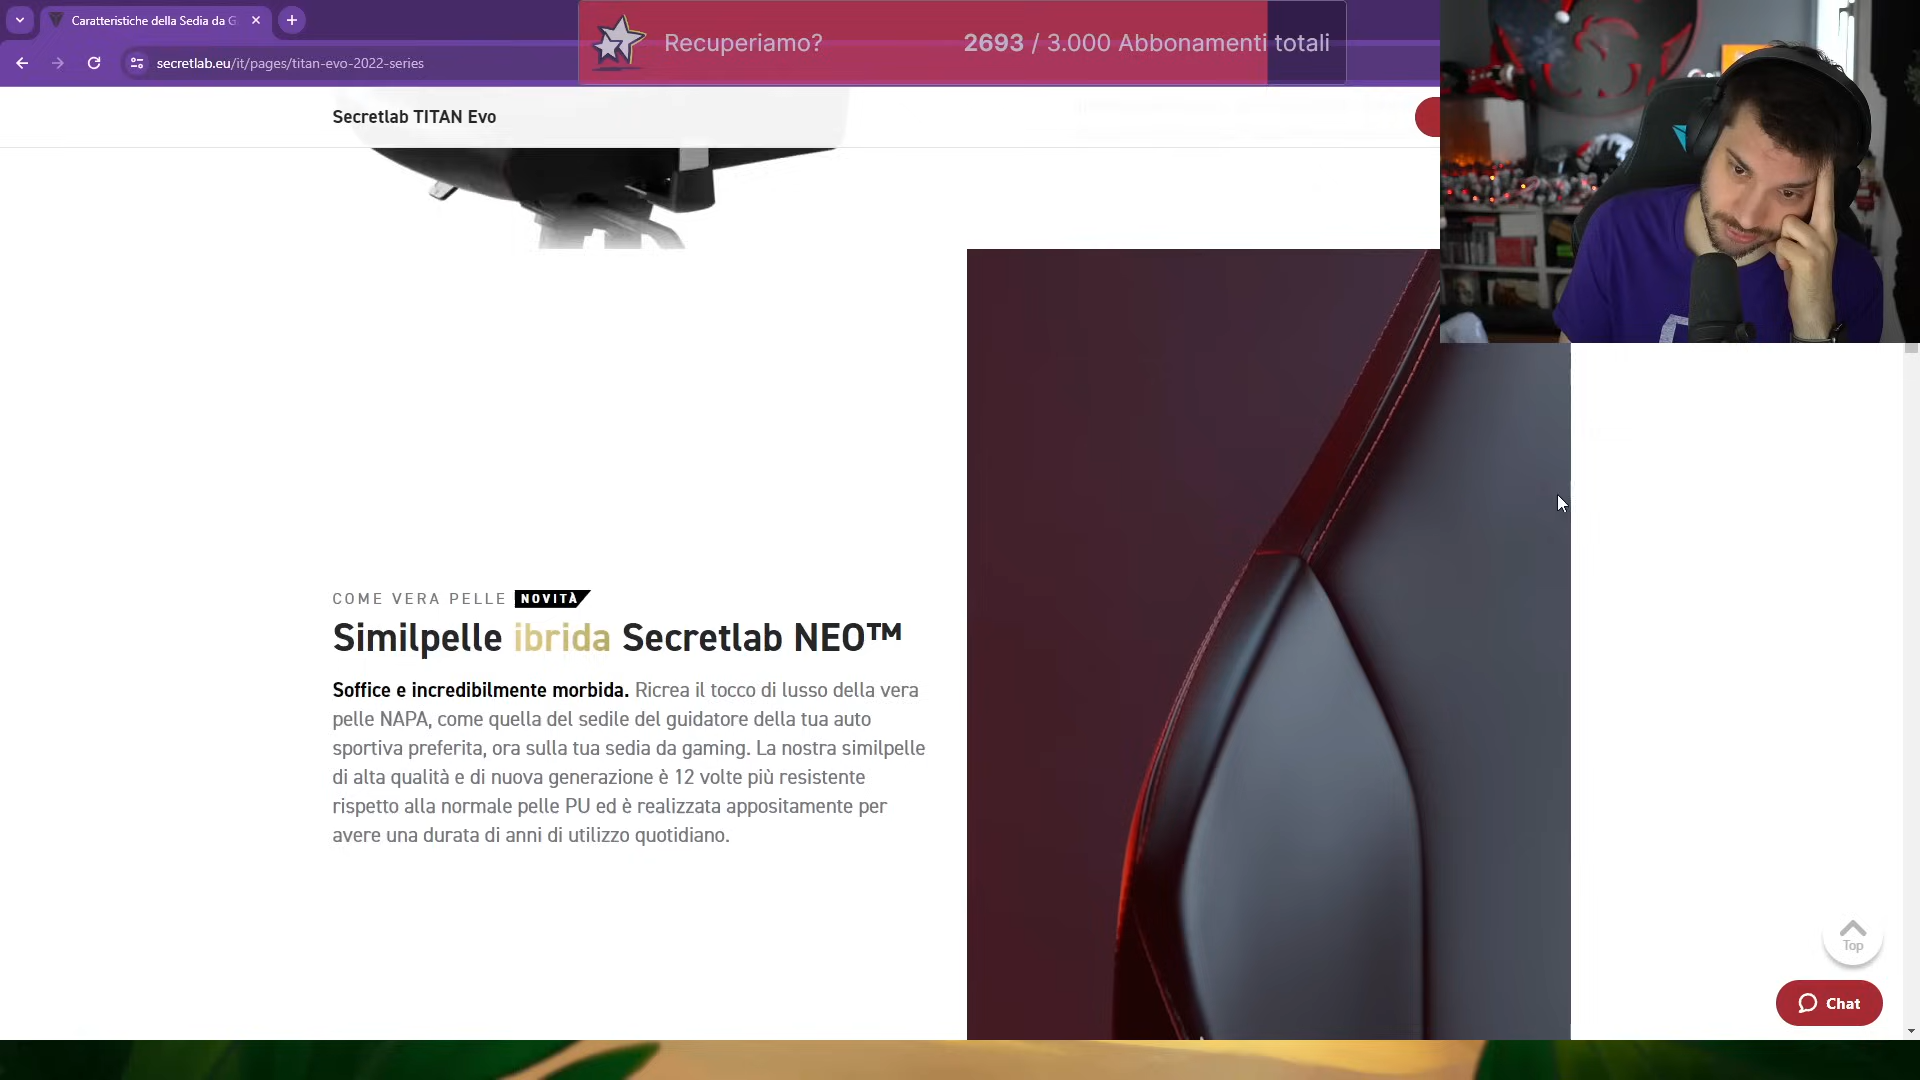 Caratteristiche della Sedia da G
Recuperiamo? 2693 / 3.000 Abbonamenti totali
secretlab.eu/it/pages/titan-evo-2022-series
Secretlab TITAN Evo
COME VERA PELLE NOVITÀ
Similpelle ibrida Secretlab NEO™
Soffice e incredibilmente morbida. Ricrea il tocco di lusso della vera
pelle NAPA, come quella del sedile del guidatore della tua auto
sportiva preferita, ora sulla tua sedia da gaming. La nostra similpelle
di alta qualità e di nuova generazione è 12 volte più resistente
rispetto alla normale pelle PU ed è realizzata appositamente per
avere una durata di anni di utilizzo quotidiano.
Top
Chat